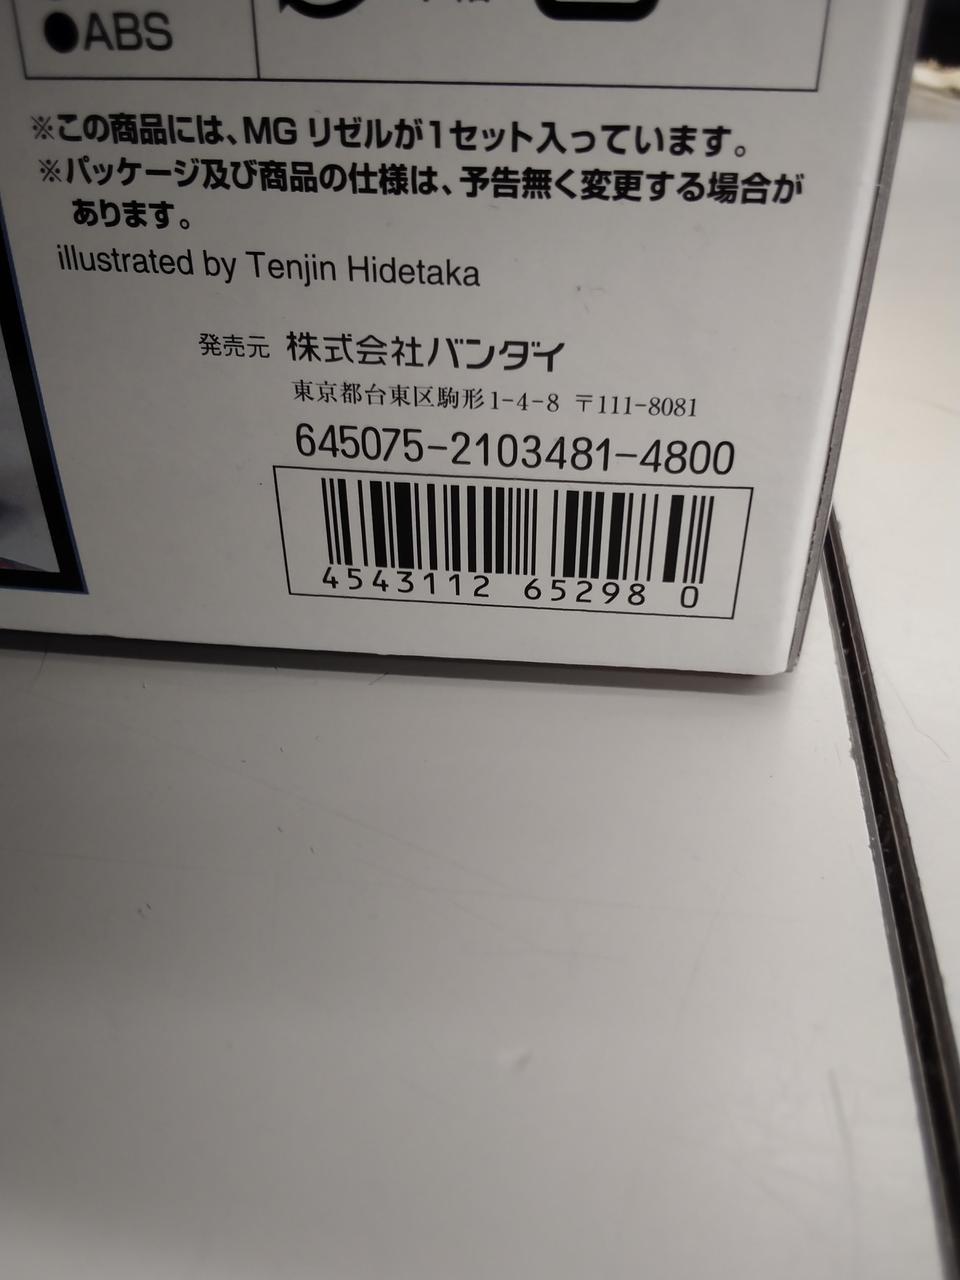 ●ABS
※この商品には、MG リゼルが1セット入っています。
※パッケージ及び商品の仕様は、予告無く変更する場合が
あります。
illustrated by Tenjin Hidetaka
発売元 株式会社バンダイ
東京都台東区駒形1-4-8 〒111-8081
645075-2103481-4800
4543112 65298 0